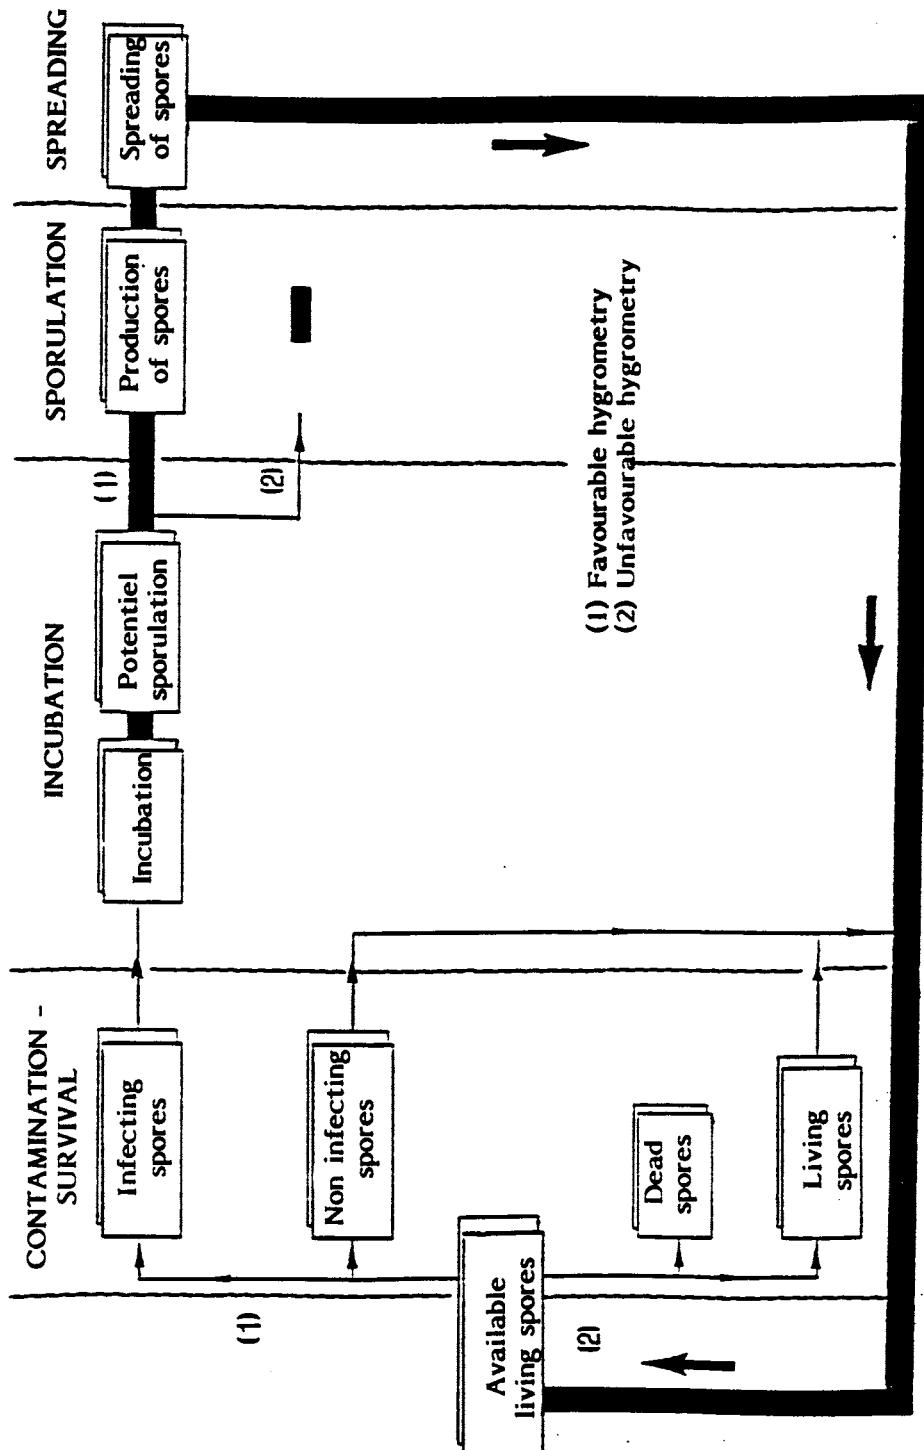 CONTAMINATION -
SURVIVAL
INCUBATION
SPORULATION
SPREADING
(1)
Infecting
spores
Incubation
Potentiel
sporulation
(1)
Production
of spores
Spreading
of spores
(2)
Non infecting
spores
Available
living spores
(2)
Dead
spores
Living
spores
(1) Favourable hygrometry
(2) Unfavourable hygrometry